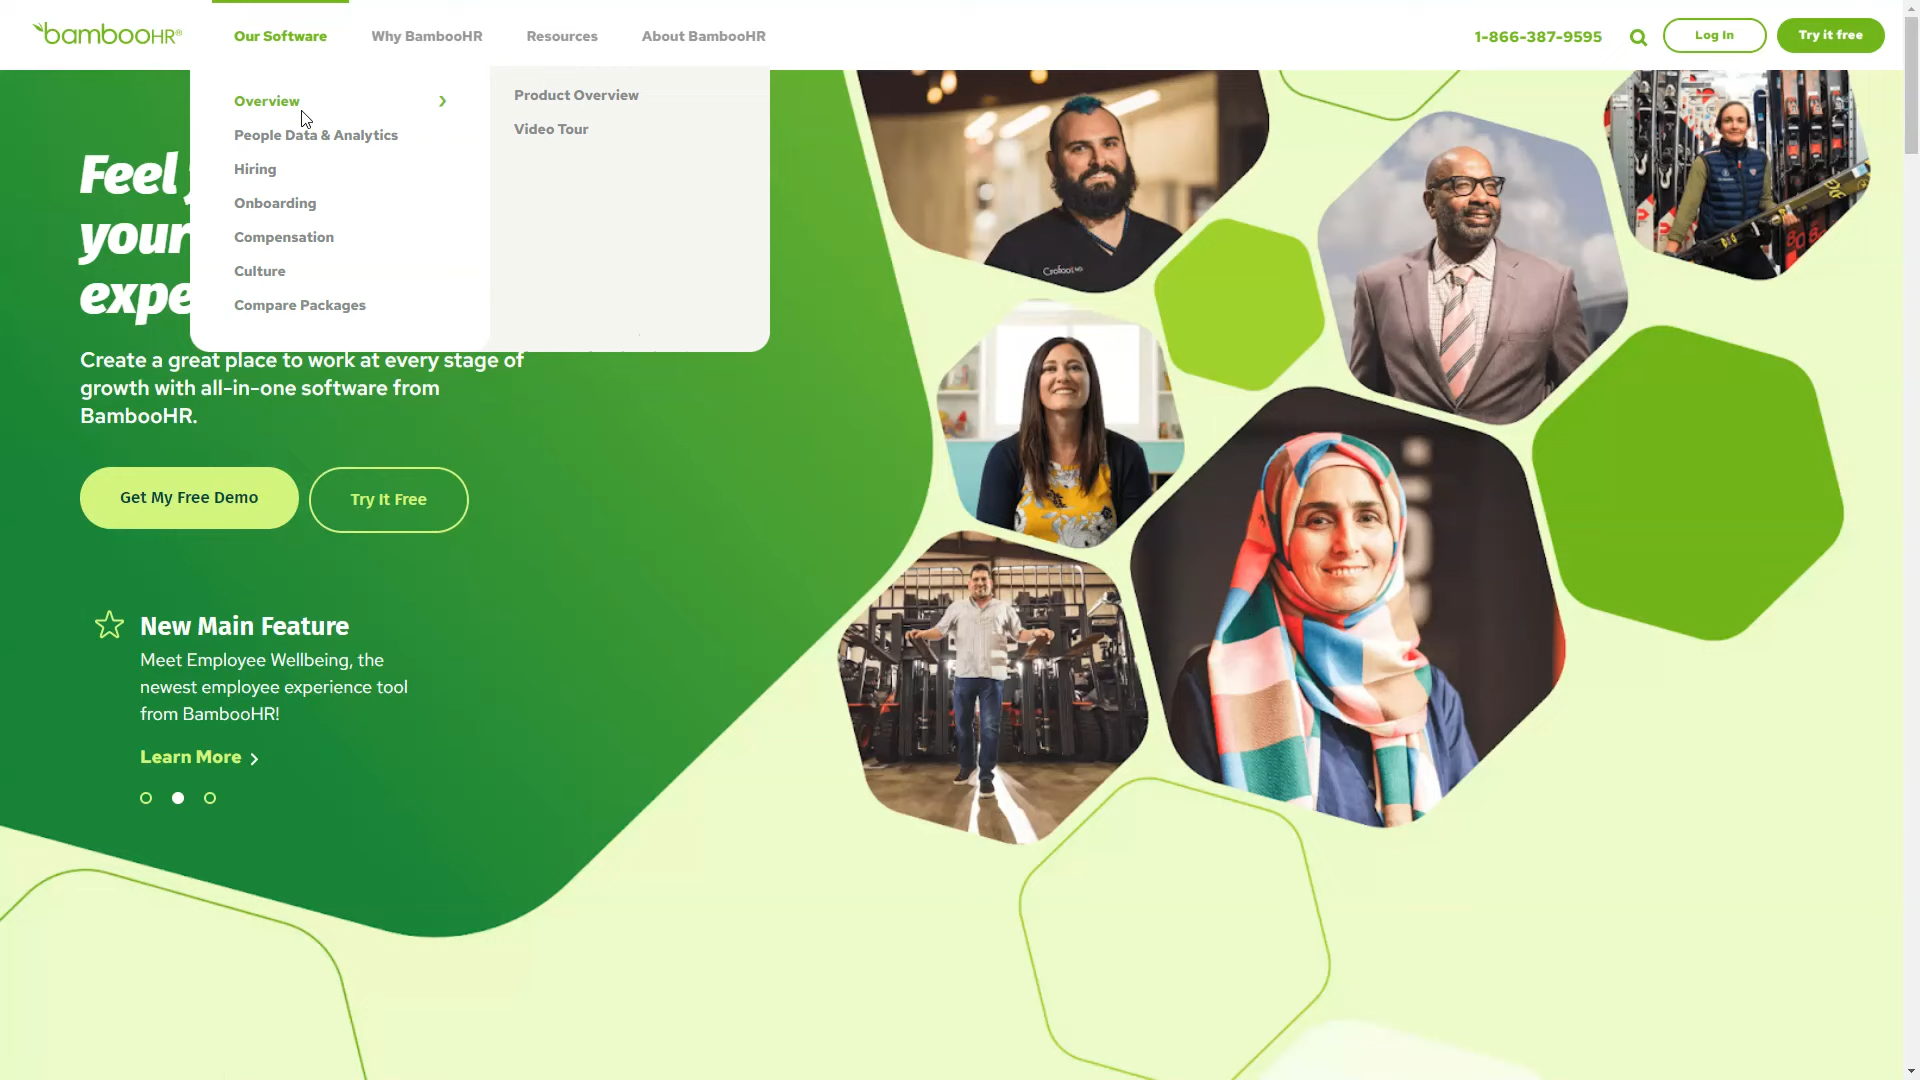 bambooHR®
Our Software
Why BambooHR
Resources
About BambooHR
1-866-387-9595
Log In
Try it free
Overview
People Data & Analytics
Hiring
Onboarding
Compensation
Culture
Compare Packages
Product Overview
Video Tour
Feel
your
expe
Create a great place to work at every stage of
growth with all-in-one software from
BambooHR.
Get My Free Demo
Try It Free
New Main Feature
Meet Employee Wellbeing, the
newest employee experience tool
from BambooHR!
Learn More